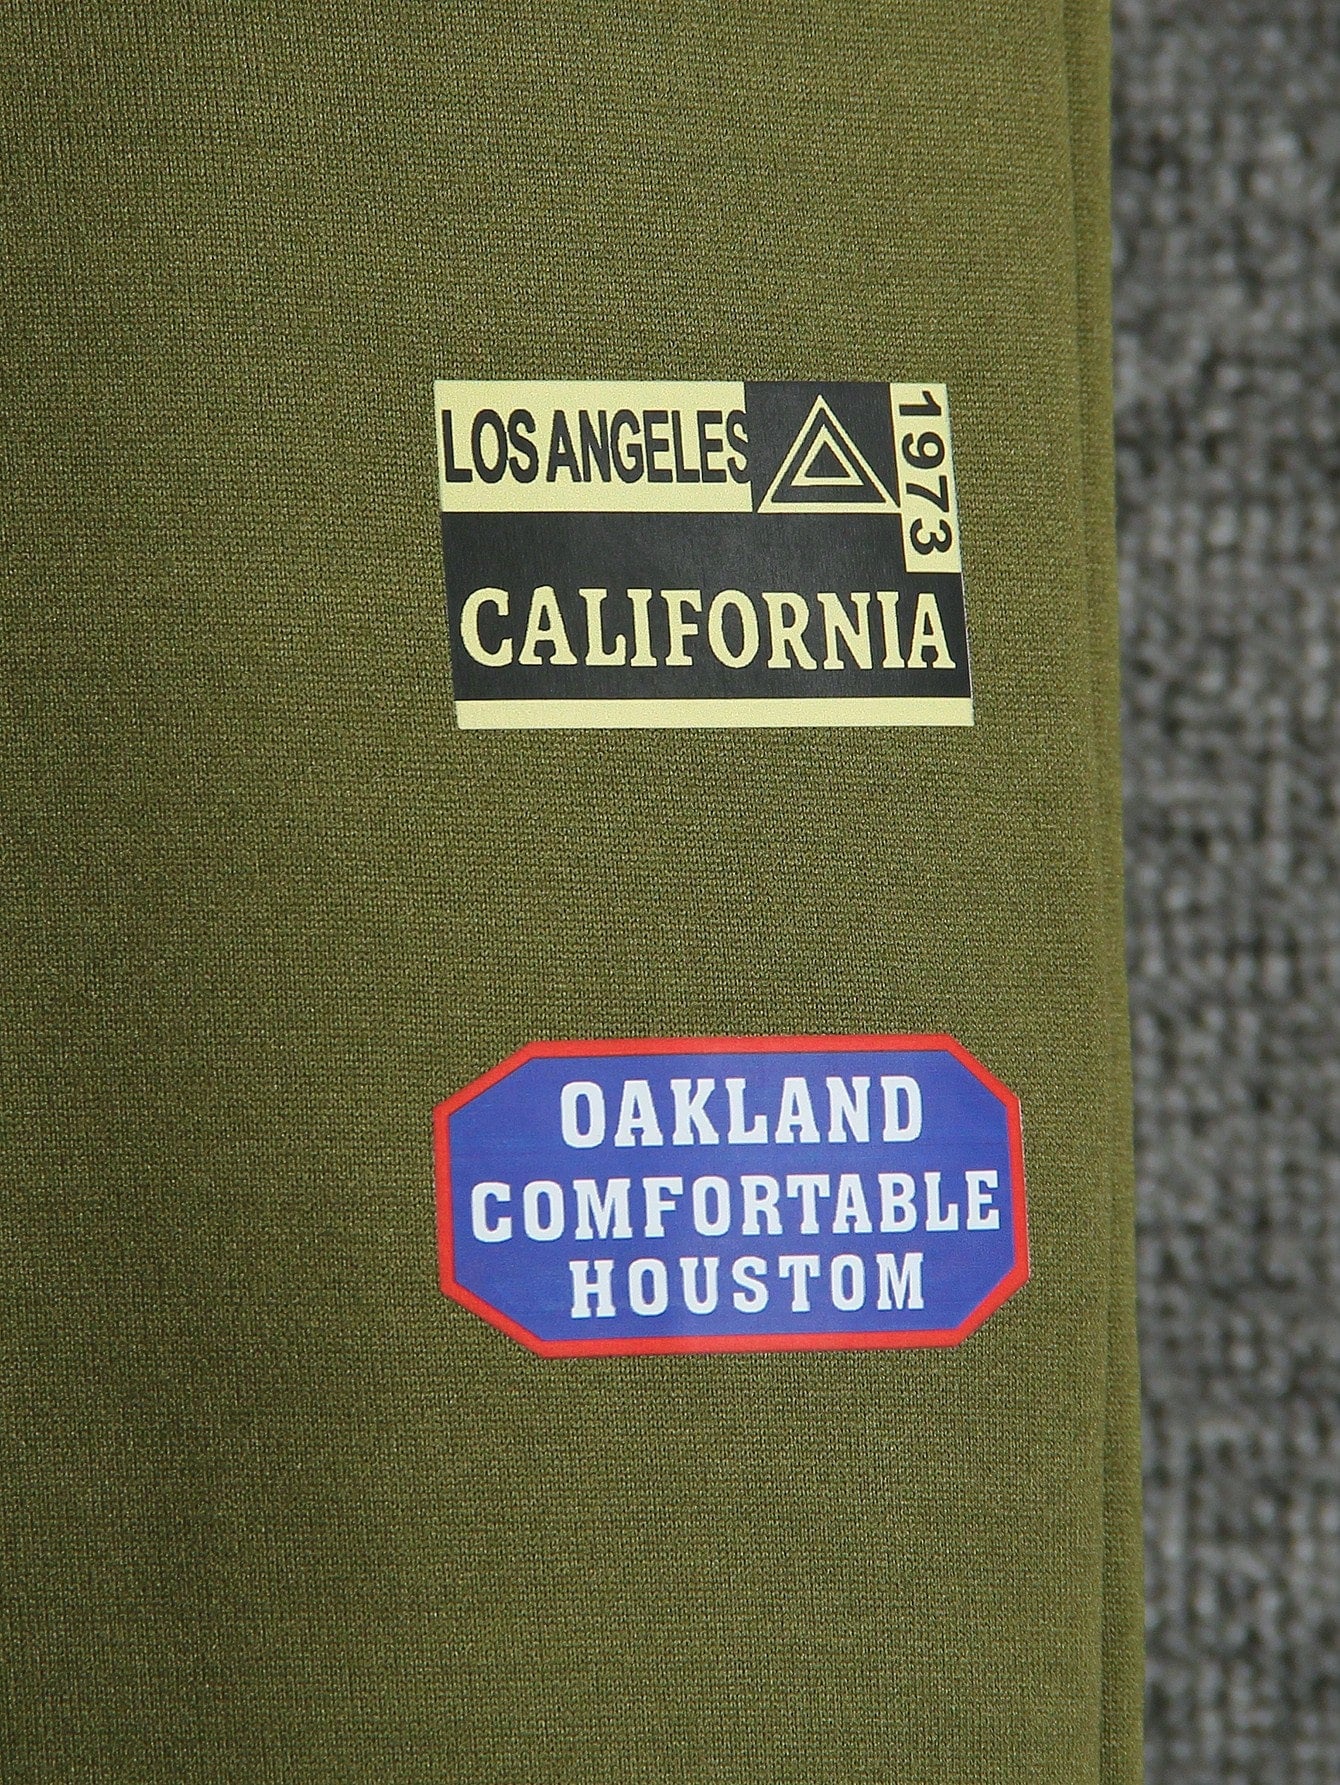 LOS ANGELES
1973
CALIFORNIA
OAKLAND
COMFORTABLE
HOUSTOM